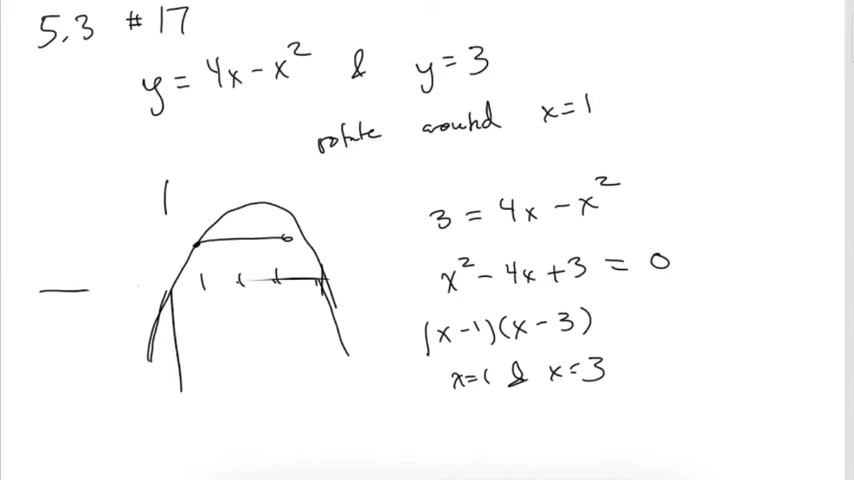 5.3 # 17
y = 4x - x² & y = 3
rotate around x = 1
3 = 4x - x²
x² - 4x + 3 = 0
(x - 1)(x - 3)
x = 1 & x = 3